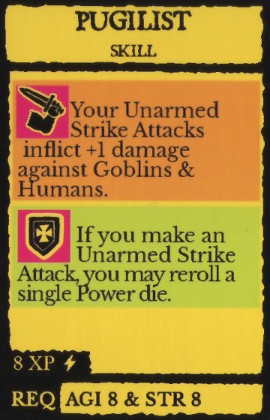 PUGILIST
SKILL
Your Unarmed
Strike Attacks
inflict +1 damage
against Goblins &
Humans.
If you make an
Unarmed Strike
Attack, you may reroll a
single Power die.
8 XP
REQ AGI 8 & STR 8